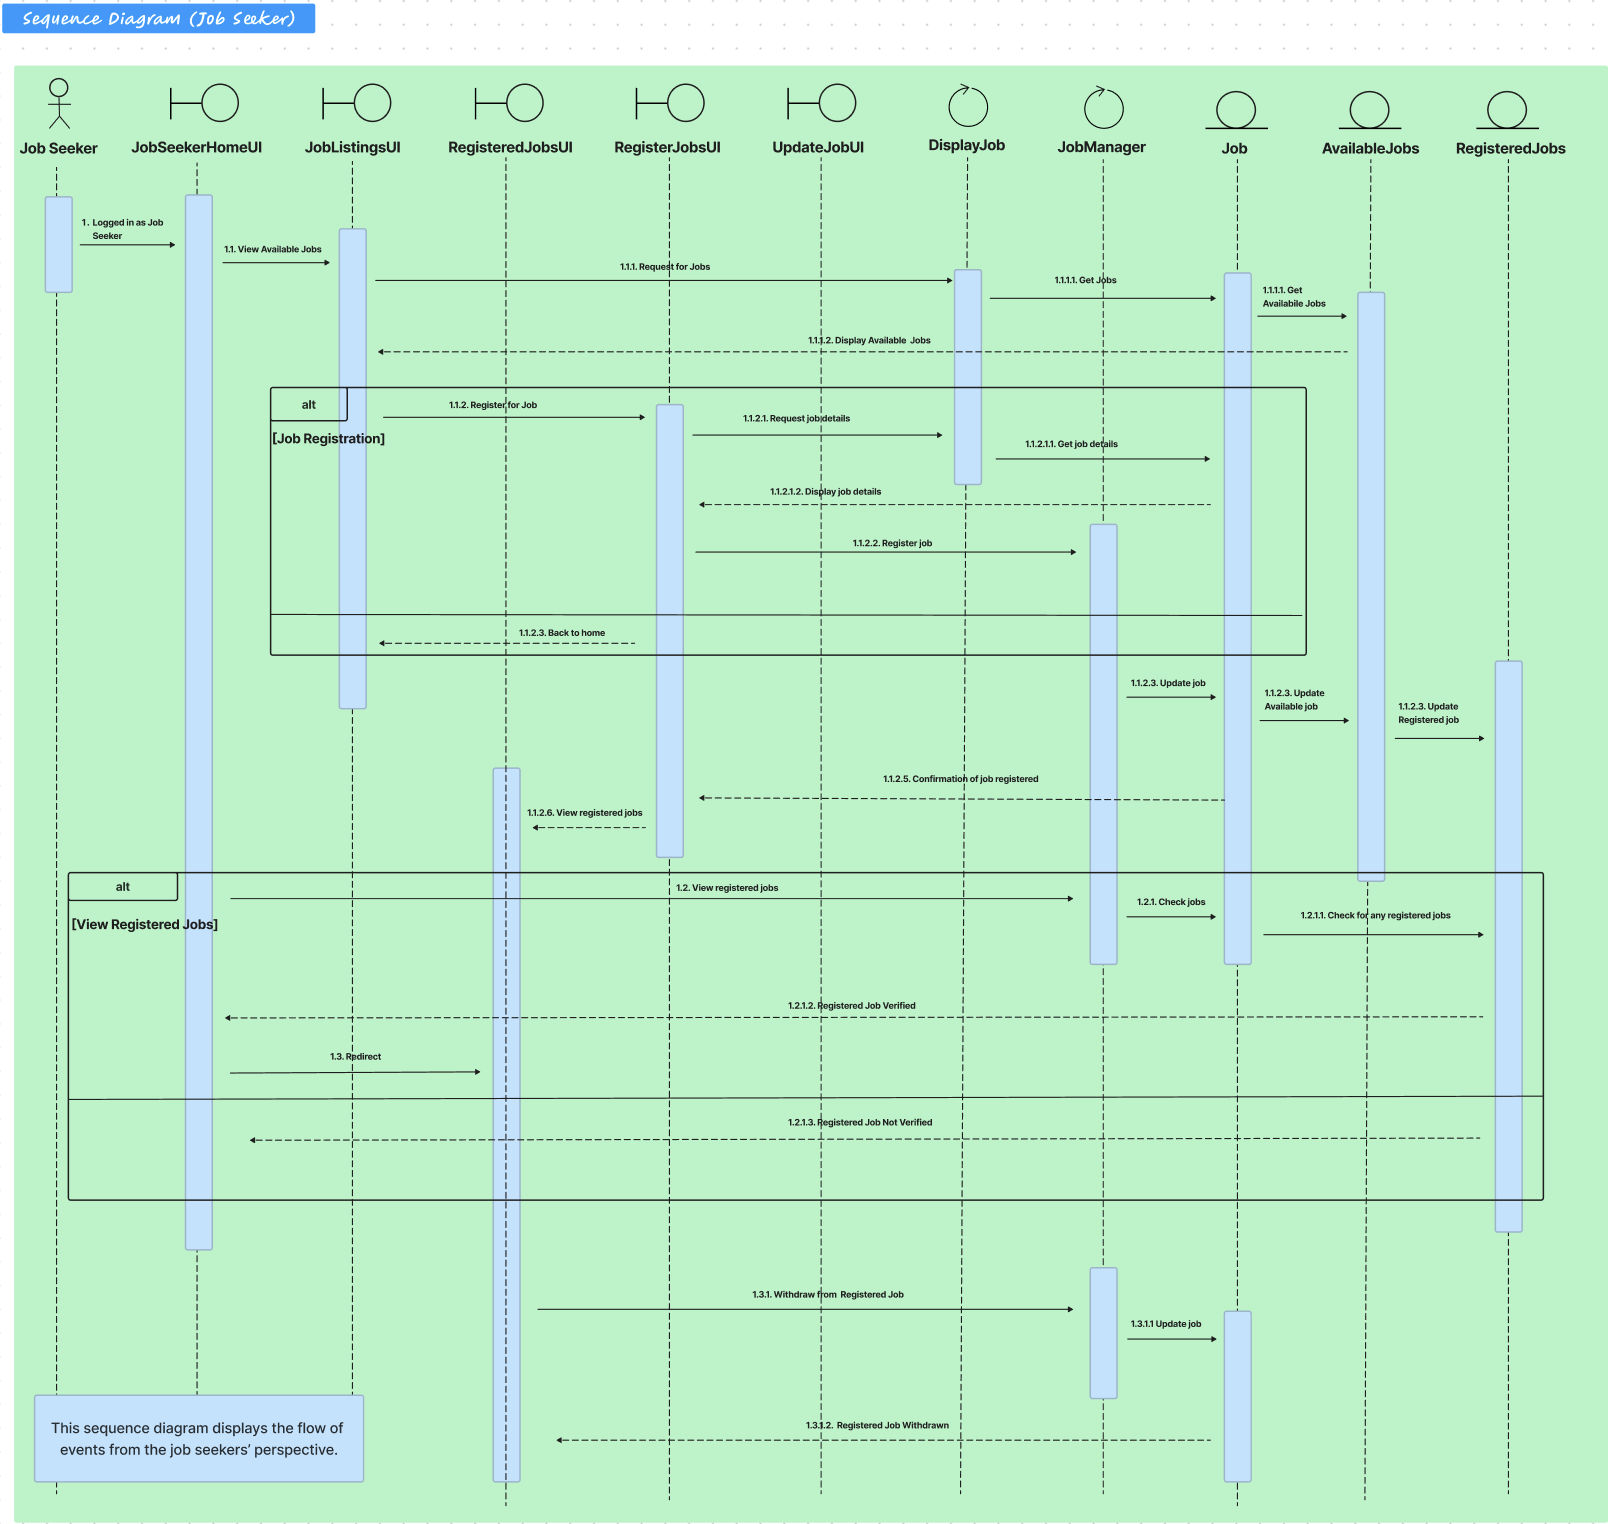 Sequence Diagram (Job Seeker)
Job Seeker
JobSeekerHomeUI
JobListingsUI
RegisteredJobsUI
RegisterJobsUI
UpdateJobUI
DisplayJob
JobManager
Job
AvailableJobs
RegisteredJobs
1. Logged in as Job
Seeker
1.1. View Available Jobs
1.1.1. Request for Jobs
1.1.1.1. Get Jobs
1.1.1.1. Get
Availabile Jobs
1.1.1.2. Display Available Jobs
alt
[Job Registration]
1.1.2. Register for Job
1.1.2.1. Request job details
1.1.2.1.1. Get job details
1.1.2.1.2. Display job details
1.1.2.2. Register job
1.1.2.3. Back to home
1.1.2.3. Update job
1.1.2.3. Update
Available job
1.1.2.3. Update
Registered job
1.1.2.5. Confirmation of job registered
1.1.2.6. View registered jobs
alt
[View Registered Jobs]
1.2. View registered jobs
1.2.1. Check jobs
1.2.1.1. Check for any registered jobs
1.2.1.2. Registered Job Verified
1.3. Redirect
1.2.1.3. Registered Job Not Verified
1.3.1. Withdraw from Registered Job
1.3.1.1 Update job
1.3.1.2. Registered Job Withdrawn
This sequence diagram displays the flow of
events from the job seekers’ perspective.